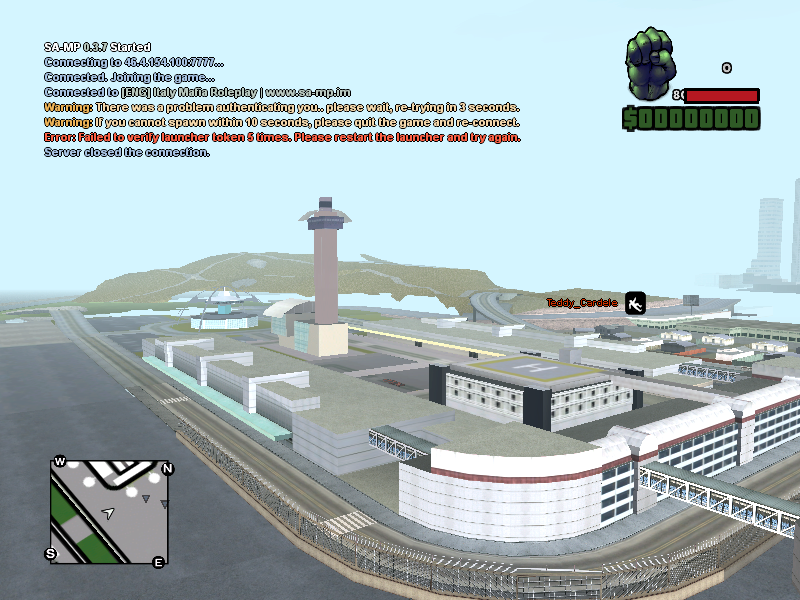 SA-MP 0.3.7 Started
Connecting to 46.4.154.100:7777...
Connected. Joining the game...
Connected to [ENG] Italy Mafia Roleplay | www.sa-mp.im
Warning: There was a problem authenticating you.. please wait, re-trying in 3 seconds.
Warning: If you cannot spawn within 10 seconds, please quit the game and re-connect.
Error: Failed to verify launcher token 5 times. Please restart the launcher and try again.
Server closed the connection.
0
$00000000
Teddy_Cardele
H
W
N
S
E